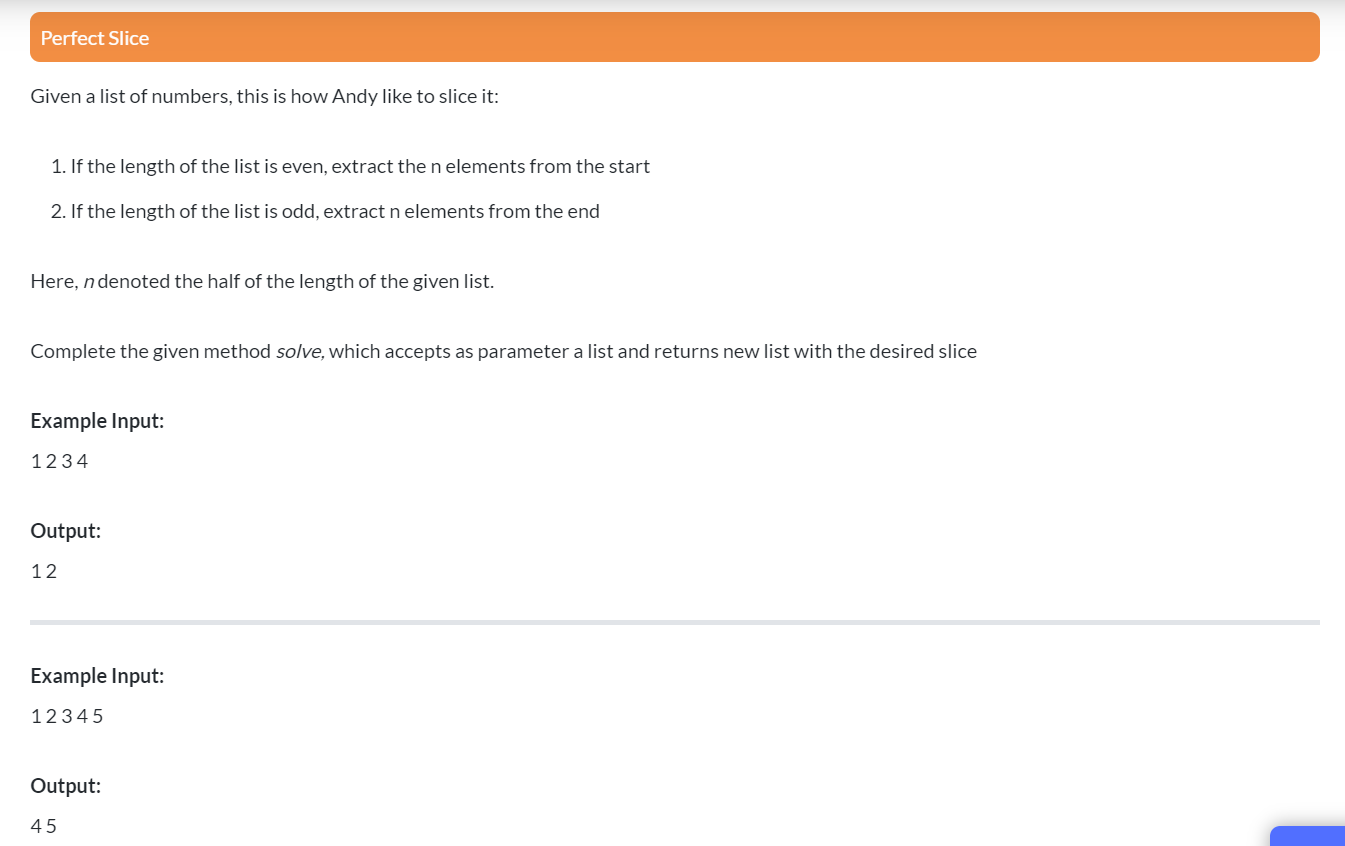 Perfect Slice
Given a list of numbers, this is how Andy like to slice it:
1. If the length of the list is even, extract the n elements from the start
2. If the length of the list is odd, extract n elements from the end
Here, n denoted the half of the length of the given list.
Complete the given method solve, which accepts as parameter a list and returns new list with the desired slice
Example Input:
1 2 3 4
Output:
1 2
Example Input:
1 2 3 4 5
Output:
4 5